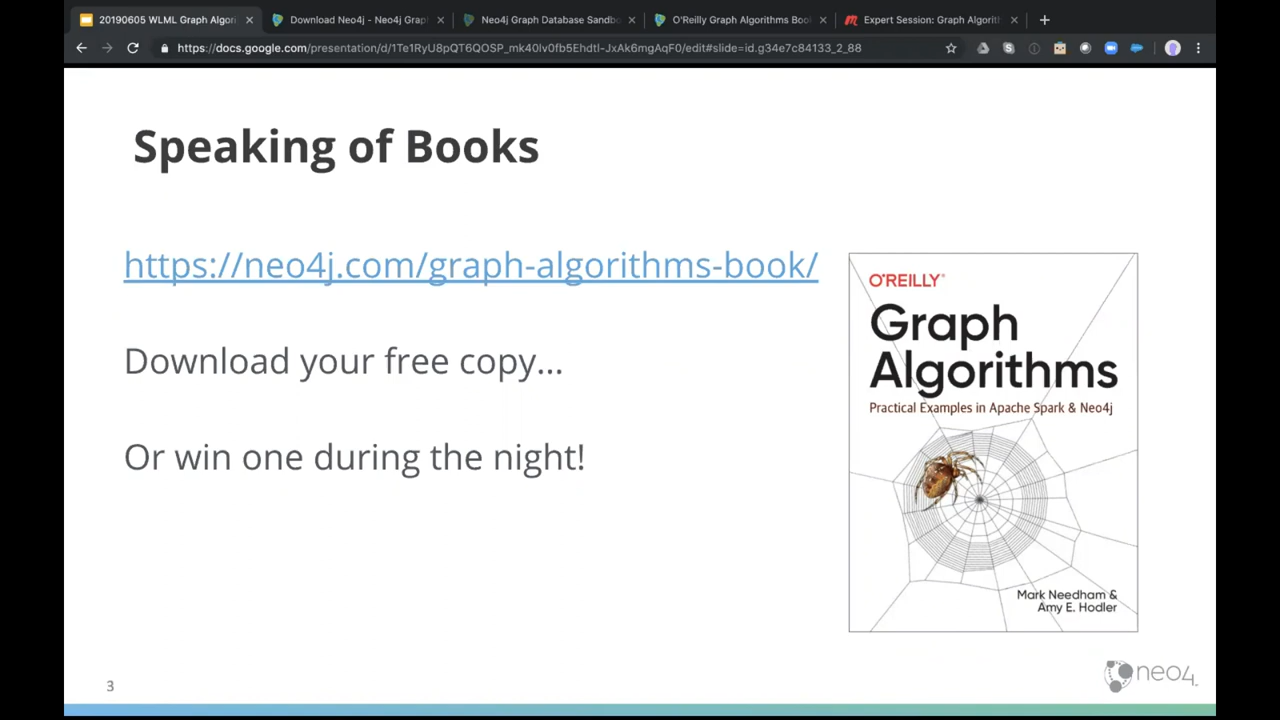 20190605 WLML Graph Algori
Download Neo4j - Neo4j Grap
Neo4j Graph Database Sandbo
O'Reilly Graph Algorithms Boo
Expert Session: Graph Algorith
https://docs.google.com/presentation/d/1Te1RyU8pQT6QOSP_mk40lv0fb5Ehdtl-JxAk6mgAqF0/edit#slide=id.g34e7c84133_2_88
Speaking of Books
https://neo4j.com/graph-algorithms-book/
Download your free copy...
Or win one during the night!
O'REILLY®
Graph
Algorithms
Practical Examples in Apache Spark & Neo4j
Mark Needham &
Amy E. Hodler
3
neo4j